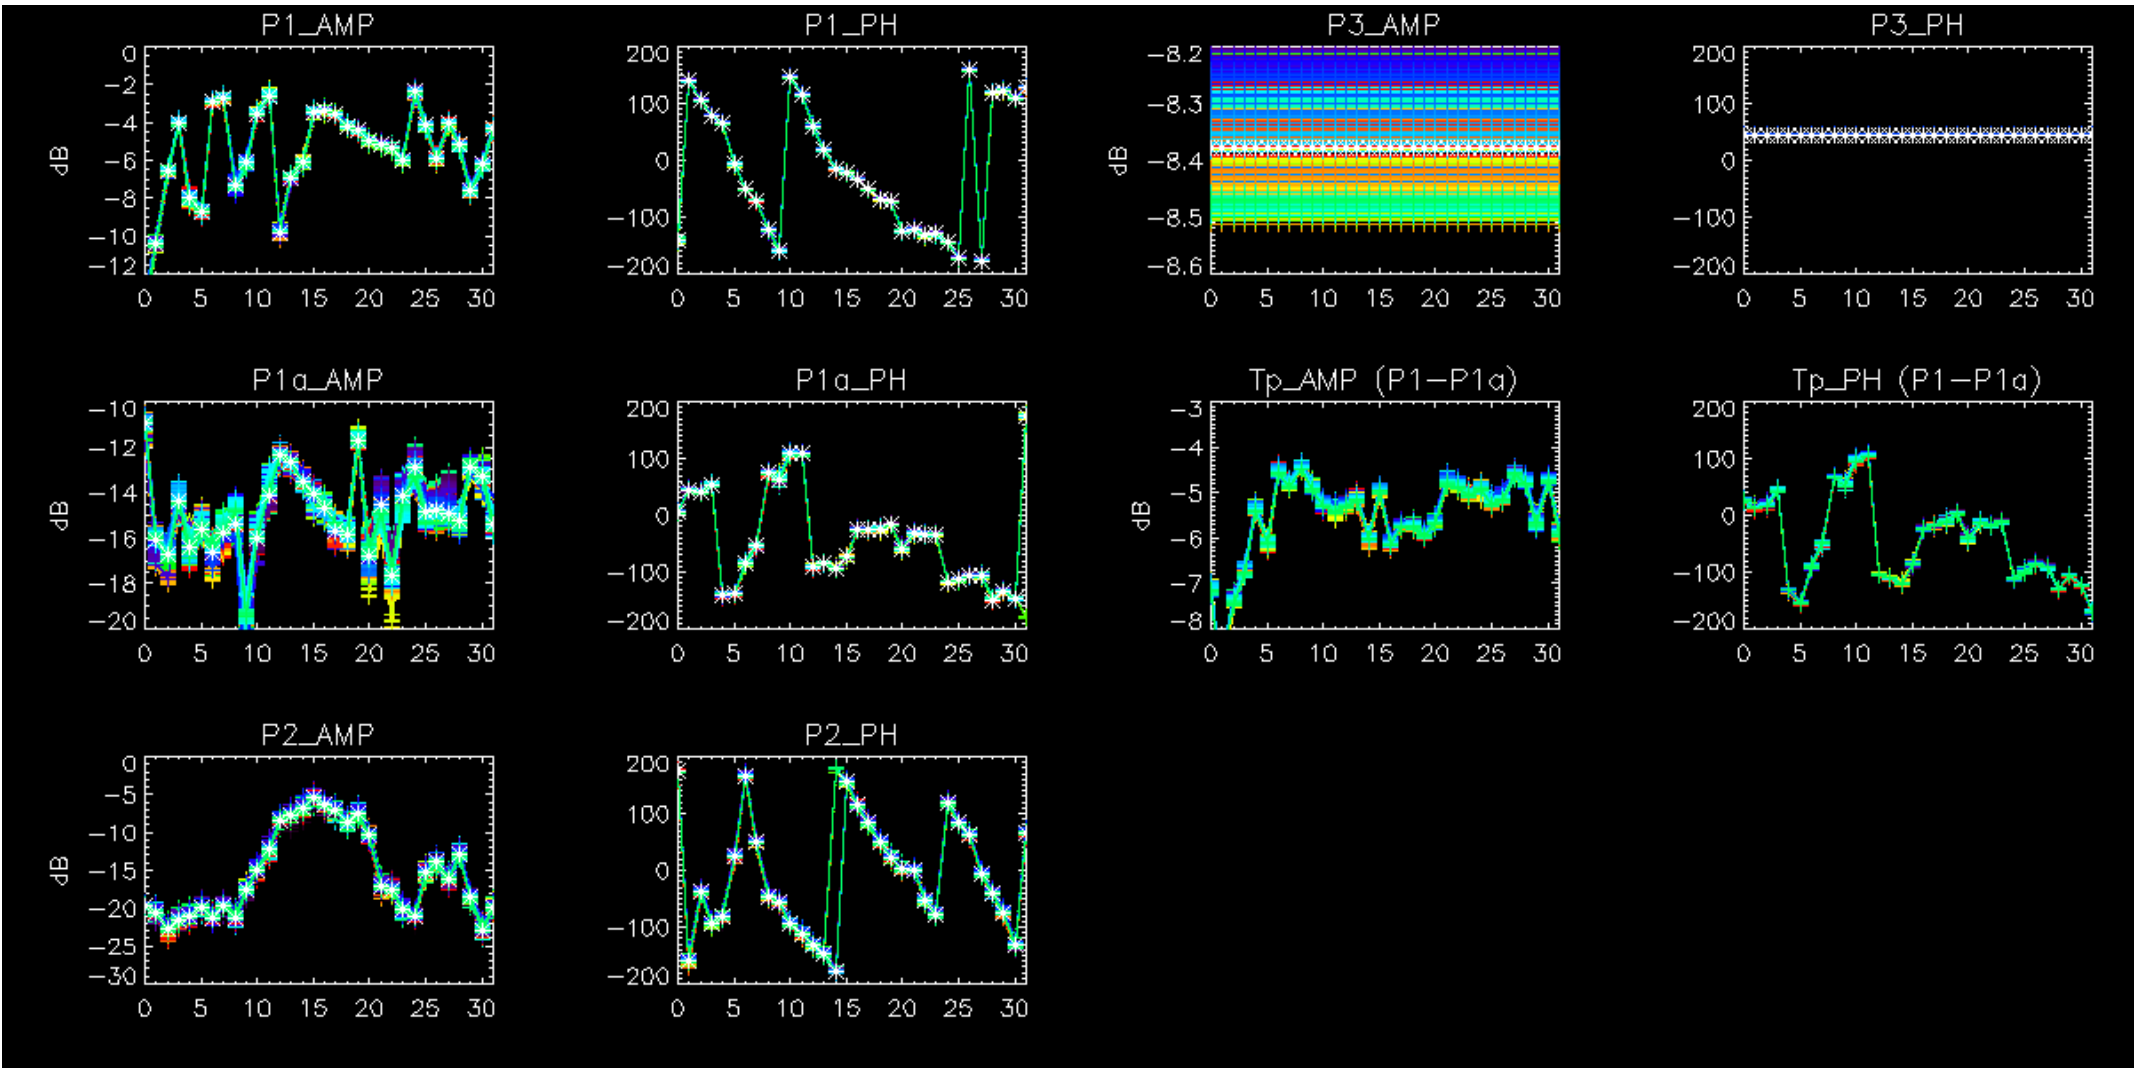 P1_AMP
P1_PH
P3_AMP
P3_PH
0
−2
−4
−6
−8
−10
−12
dB
0 5 10 15 20 25 30
200
100
0
−100
−200
0 5 10 15 20 25 30
−8.2
−8.3
−8.4
−8.5
−8.6
dB
0 5 10 15 20 25 30
200
100
0
−100
−200
0 5 10 15 20 25 30
P1a_AMP
P1a_PH
Tp_AMP (P1−P1a)
Tp_PH (P1−P1a)
−10
−12
−14
−16
−18
−20
dB
0 5 10 15 20 25 30
200
100
0
−100
−200
0 5 10 15 20 25 30
−3
−4
−5
−6
−7
−8
dB
0 5 10 15 20 25 30
200
100
0
−100
−200
0 5 10 15 20 25 30
P2_AMP
P2_PH
0
−5
−10
−15
−20
−25
−30
dB
0 5 10 15 20 25 30
200
100
0
−100
−200
0 5 10 15 20 25 30